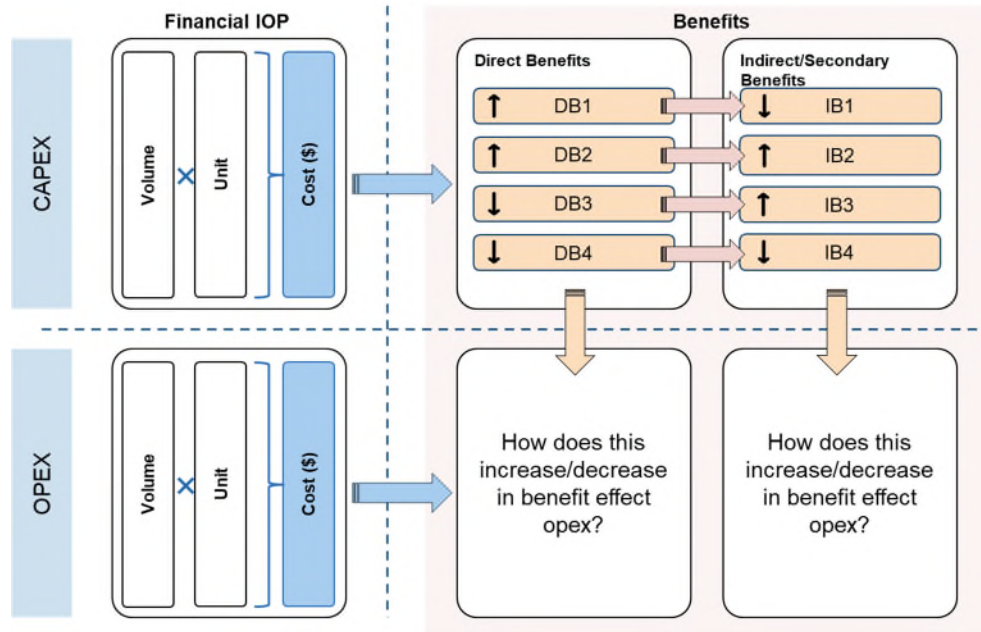 Financial IOP
Benefits
CAPEX
Volume
×
Unit
Cost ($)
Direct Benefits
↑ DB1
↑ DB2
↓ DB3
↓ DB4
Indirect/Secondary
Benefits
↓ IB1
↑ IB2
↑ IB3
↓ IB4
OPEX
Volume
×
Unit
Cost ($)
How does this
increase/decrease
in benefit effect
opex?
How does this
increase/decrease
in benefit effect
opex?